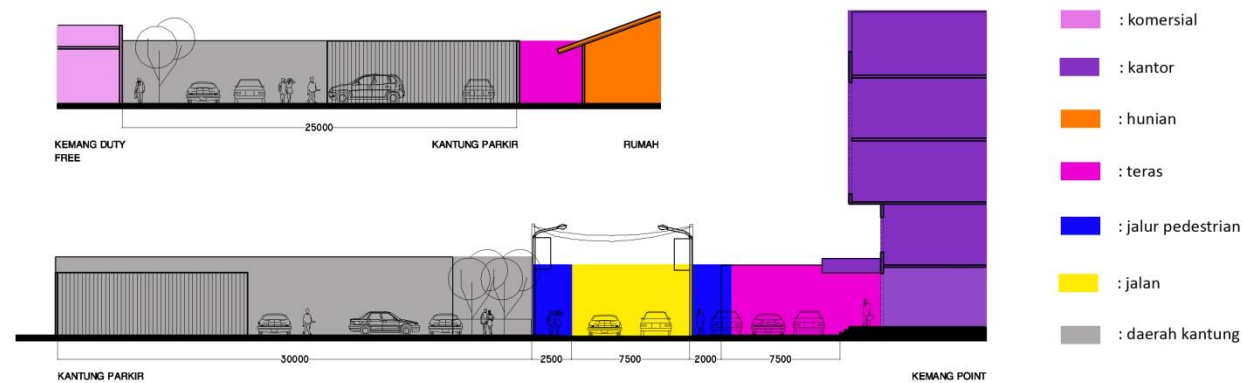 25000
KEMANG DUTY
FREE
KANTUNG PARKIR
RUMAH
30000
2500
7500
2000
7500
KANTUNG PARKIR
KEMANG POINT
: komersial
: kantor
: hunian
: teras
: jalur pedestrian
: jalan
: daerah kantung